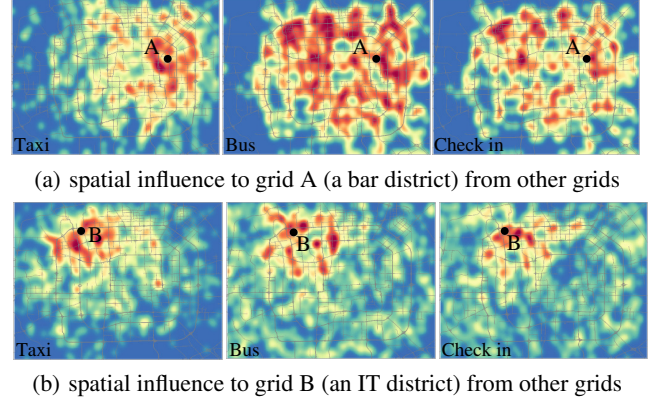 A
A
A
Taxi
Bus
Check in
(a) spatial influence to grid A (a bar district) from other grids
B
B
B
Taxi
Bus
Check in
(b) spatial influence to grid B (an IT district) from other grids